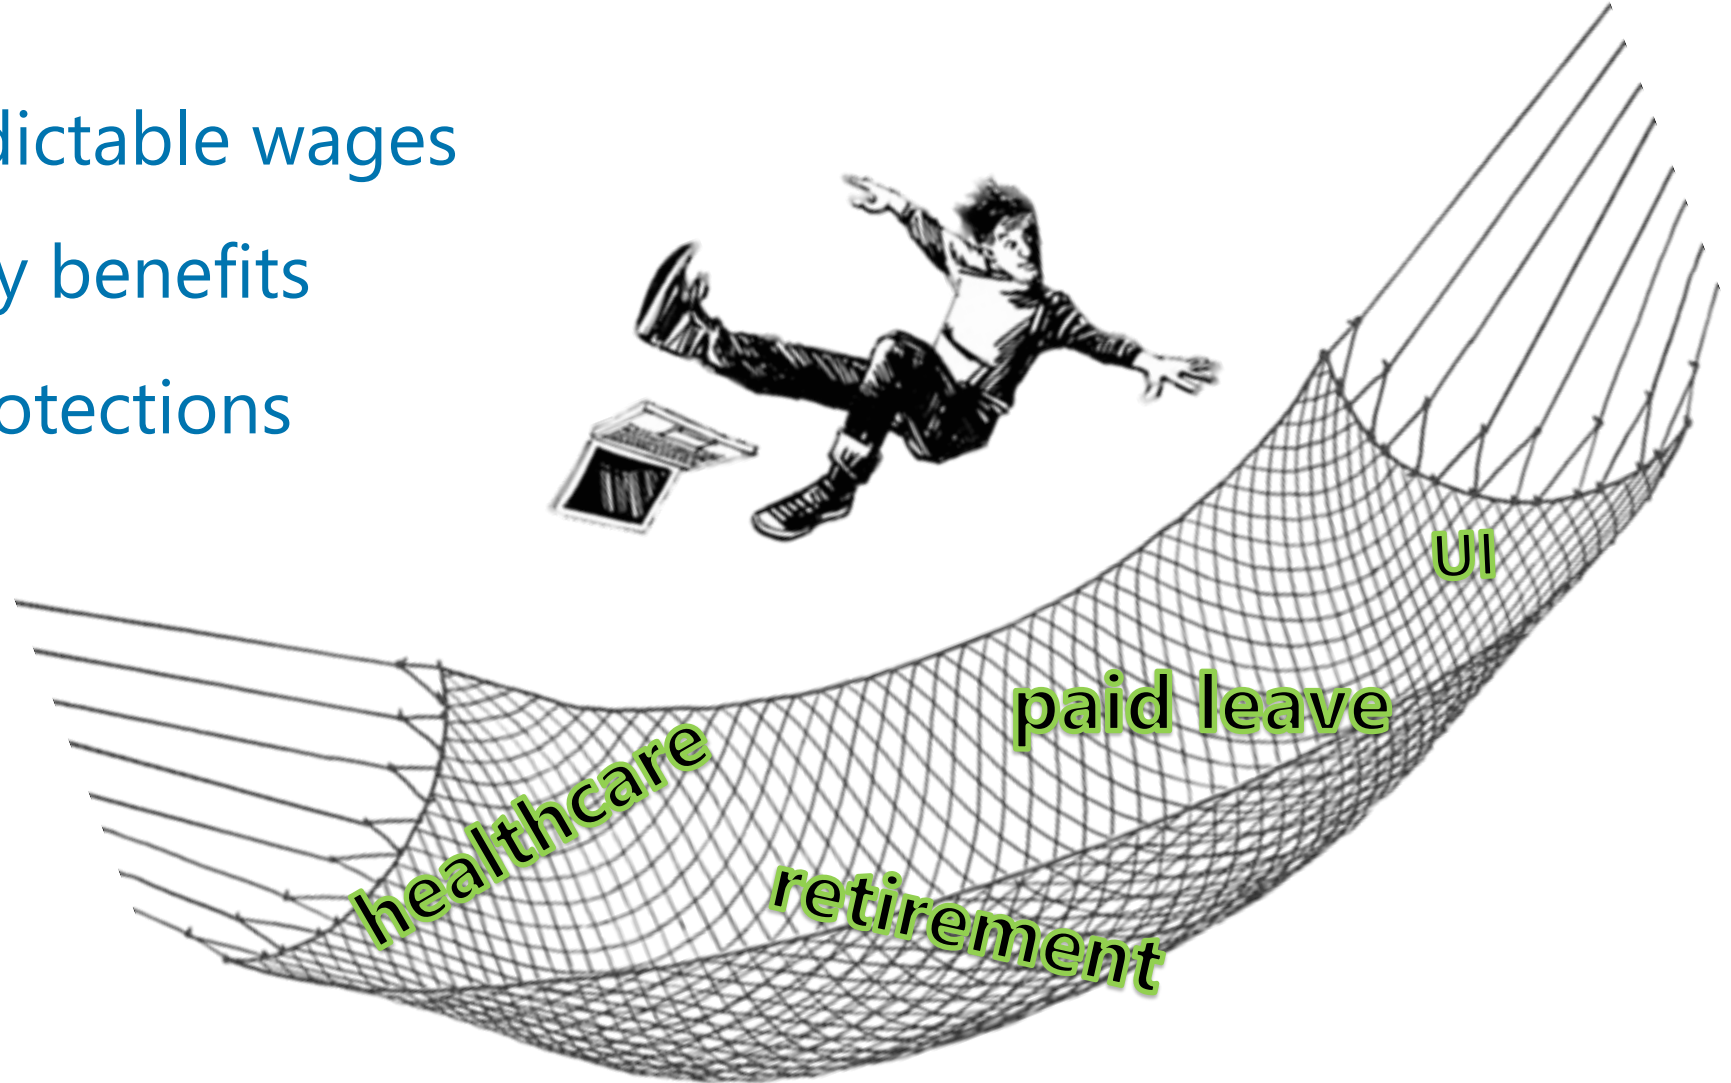 dictable wages
y benefits
otections
UI
paid leave
healthcare
retirement